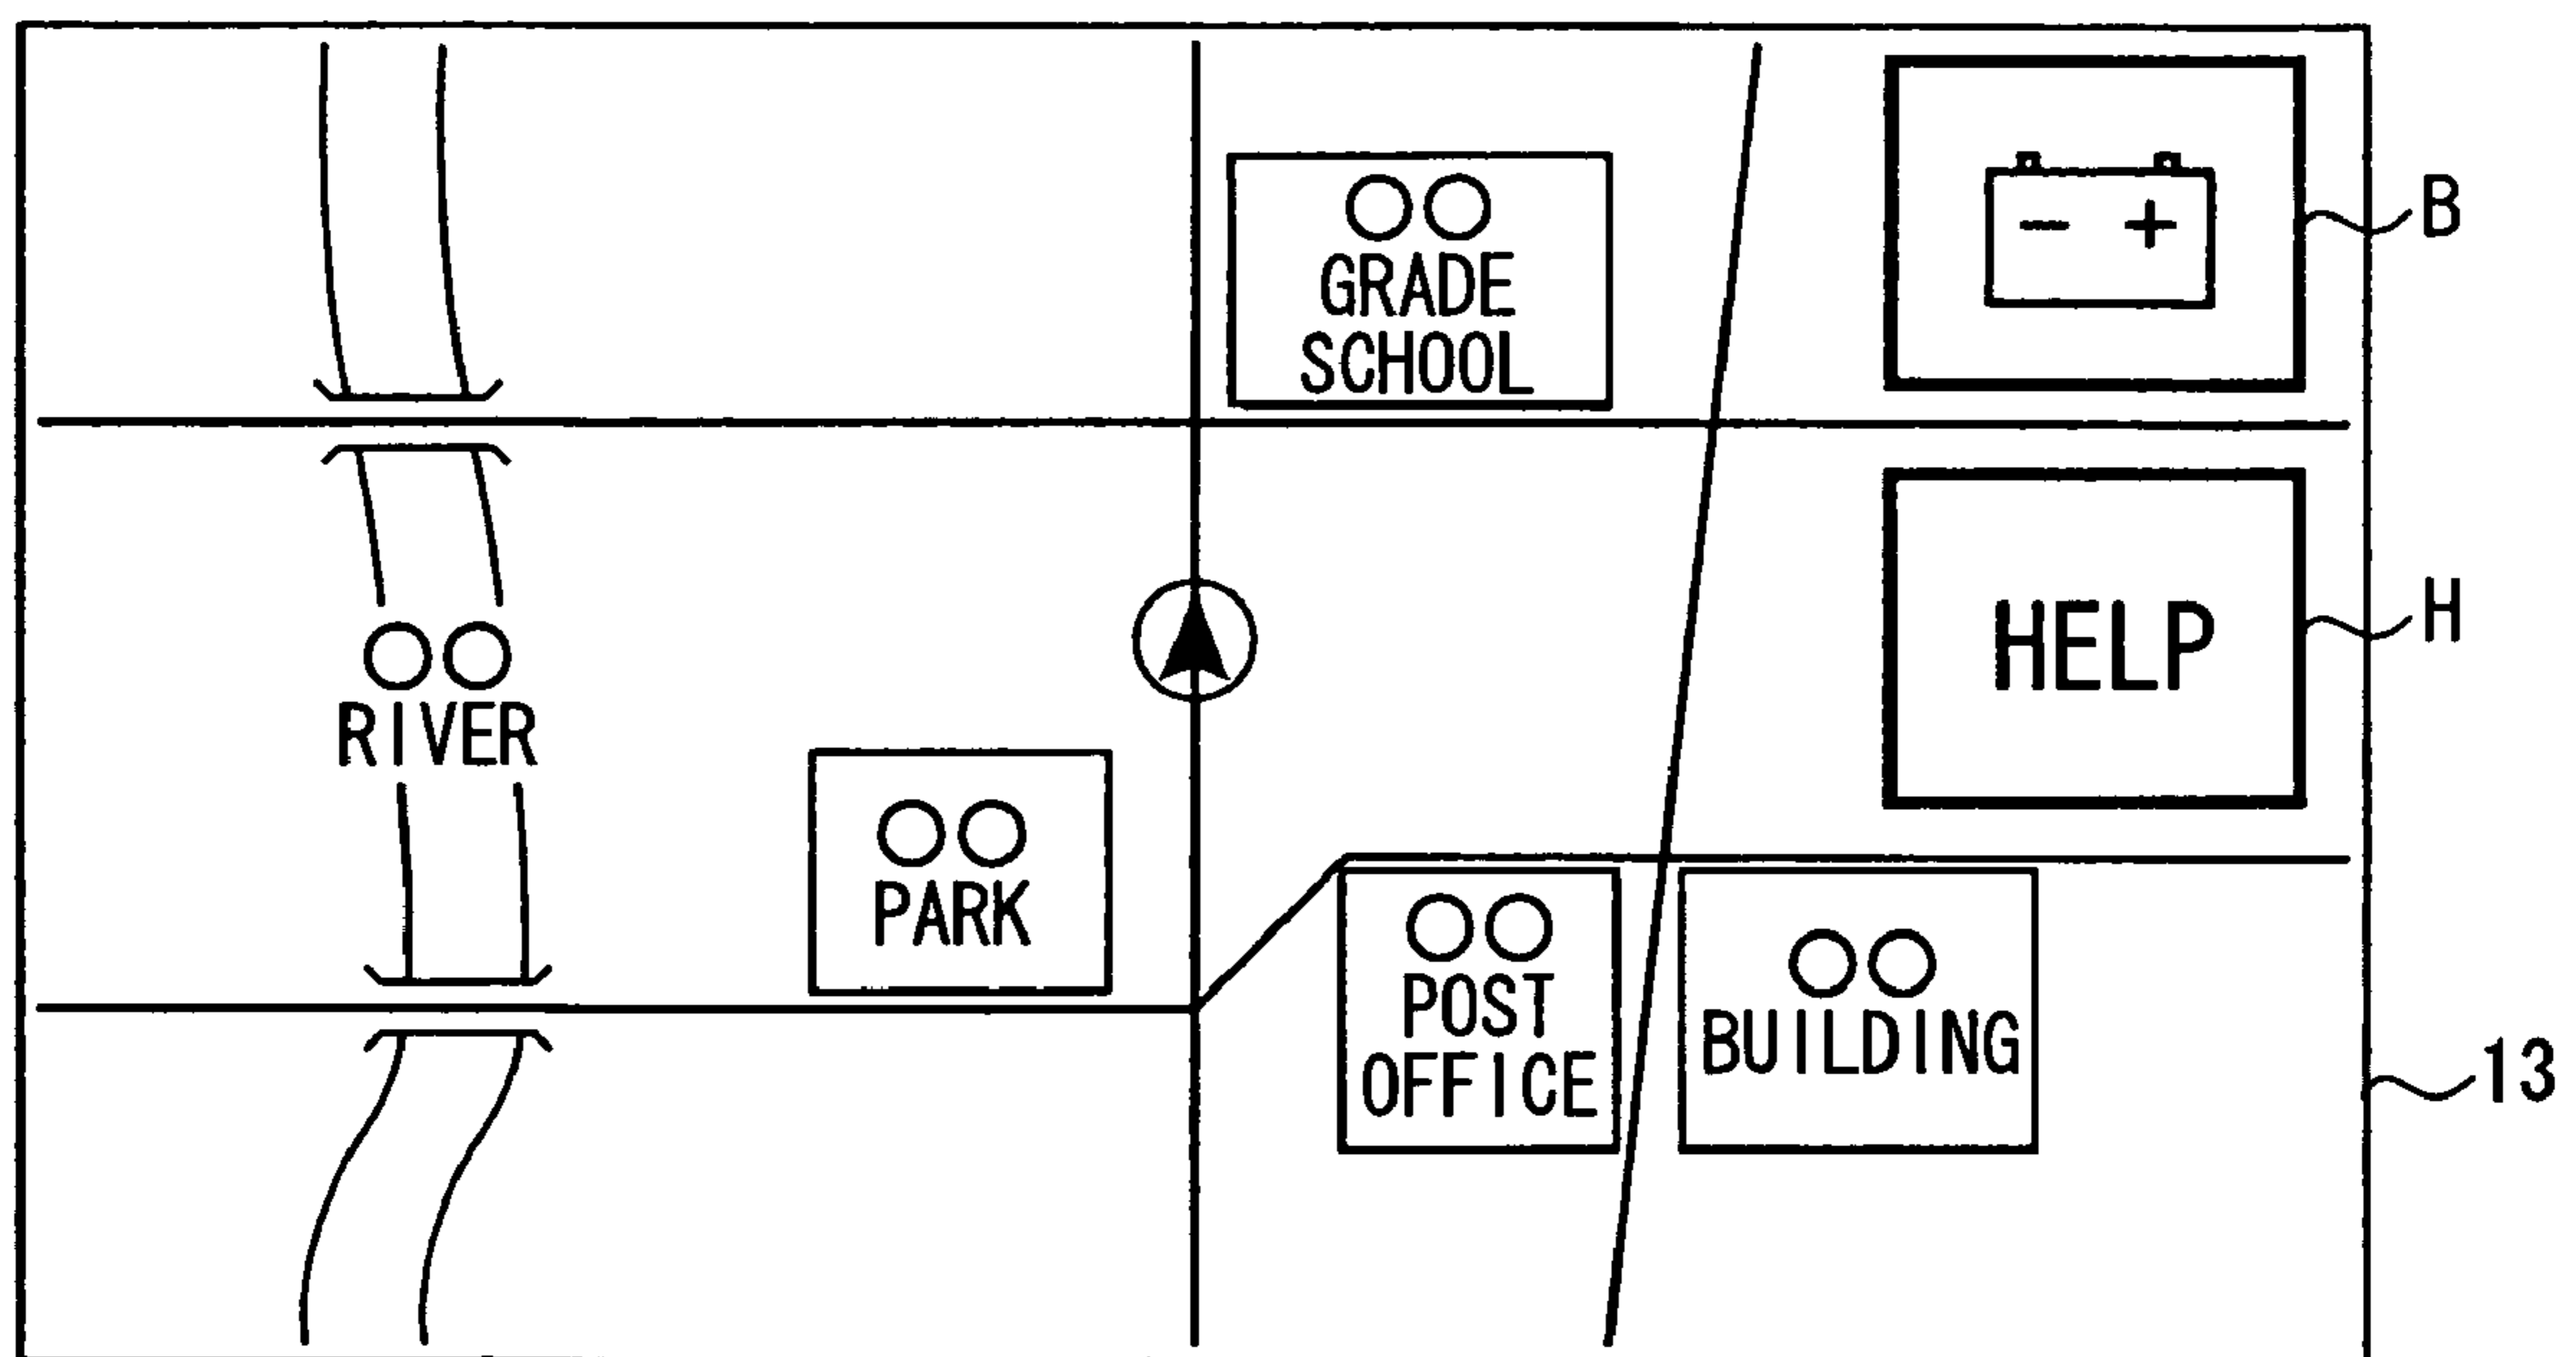 ○○
GRADE
SCHOOL
- +
B
HELP
H
○○
RIVER
○○
PARK
○○
POST
OFFICE
○○
BUILDING
13